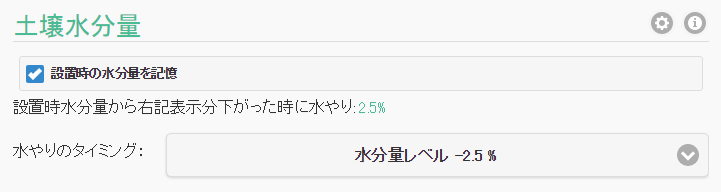 土壌水分量
設置時の水分量を記憶
設置時水分量から右記表示分下がった時に水やり:2.5%
水やりのタイミング:
水分量レベル -2.5 %